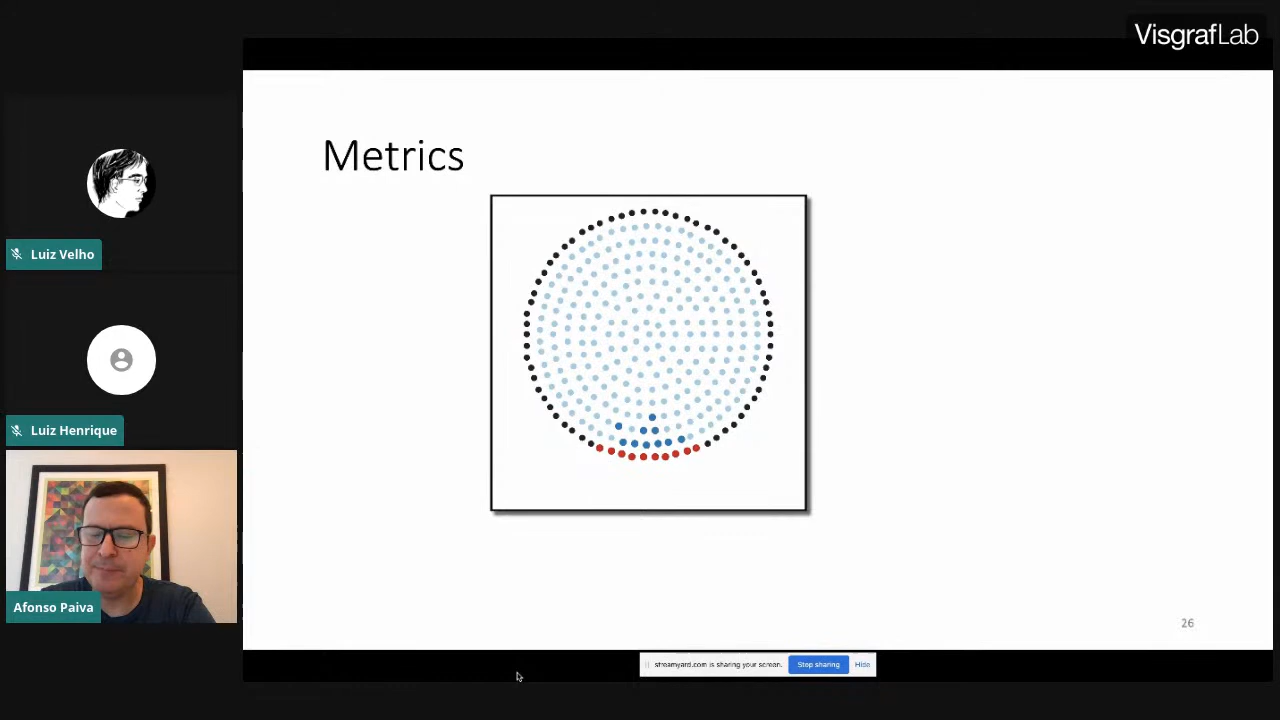 VisgrafLab
Metrics
Luiz Velho
Luiz Henrique
Afonso Paiva
26
streamyard.com is sharing your screen.
Stop sharing
Hide